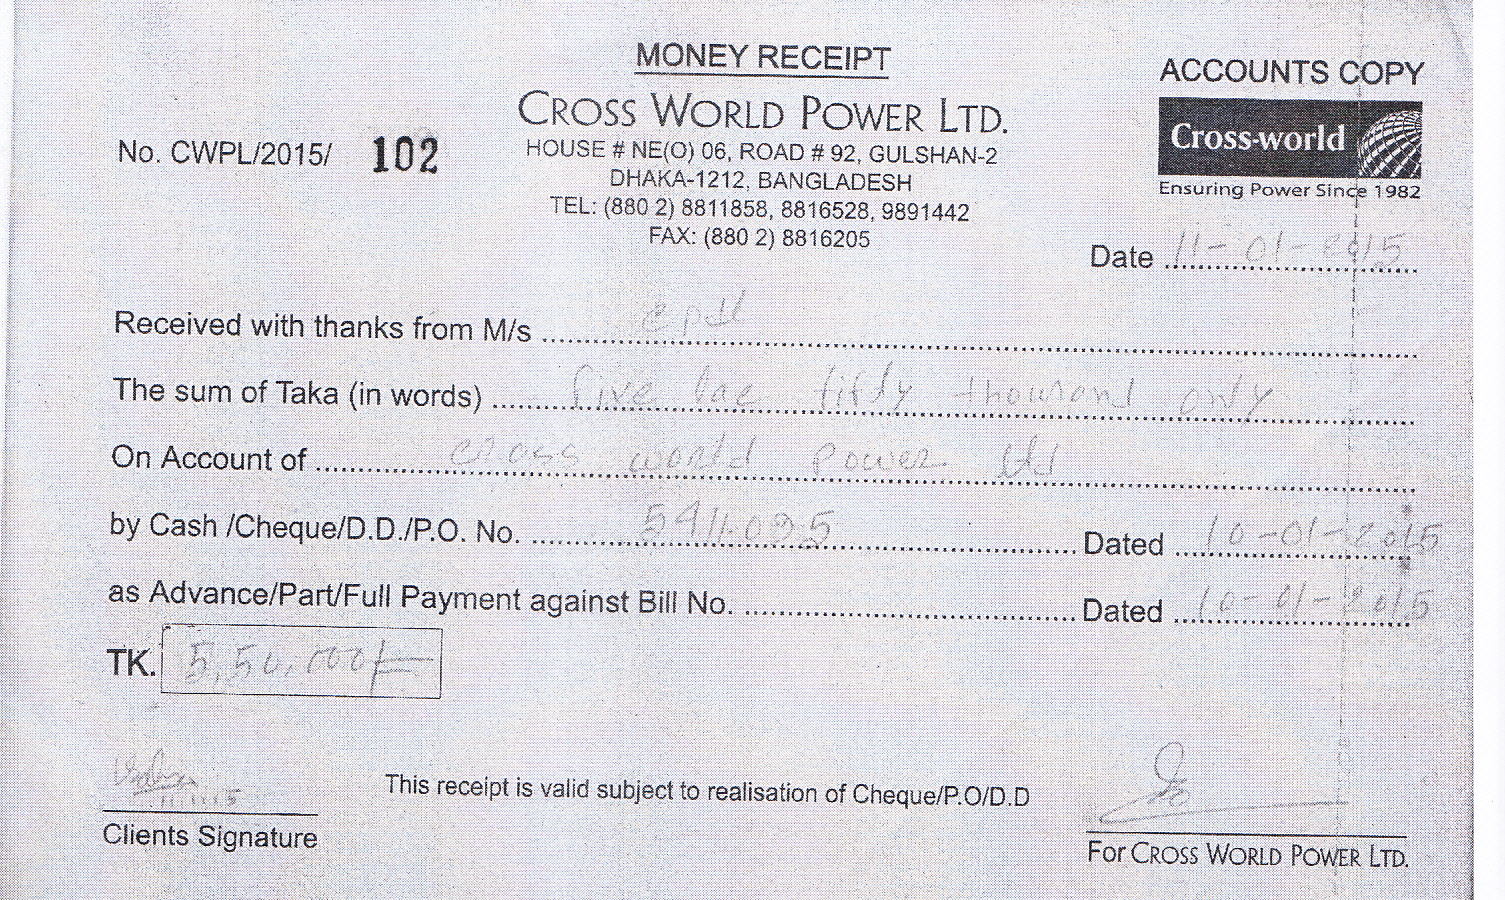 MONEY RECEIPT
ACCOUNTS COPY
CROSS WORLD POWER LTD.
Cross-world
No. CWPL/2015/ 102
HOUSE # NE(O) 06, ROAD # 92, GULSHAN-2
DHAKA-1212, BANGLADESH
Ensuring Power Since 1982
TEL: (880 2) 8811858, 8816528, 9891442
FAX: (880 2) 8816205
Date 11-01-2015
Received with thanks from M/s
The sum of Taka (in words) five lac fifty thousand only
On Account of cross world Power ltd
by Cash /Cheque/D.D./P.O. No. Dated 10-01-2015
as Advance/Part/Full Payment against Bill No. Dated 10-01-2015
TK. 5,50,000/=
This receipt is valid subject to realisation of Cheque/P.O/D.D
Clients Signature
For CROSS WORLD POWER LTD.